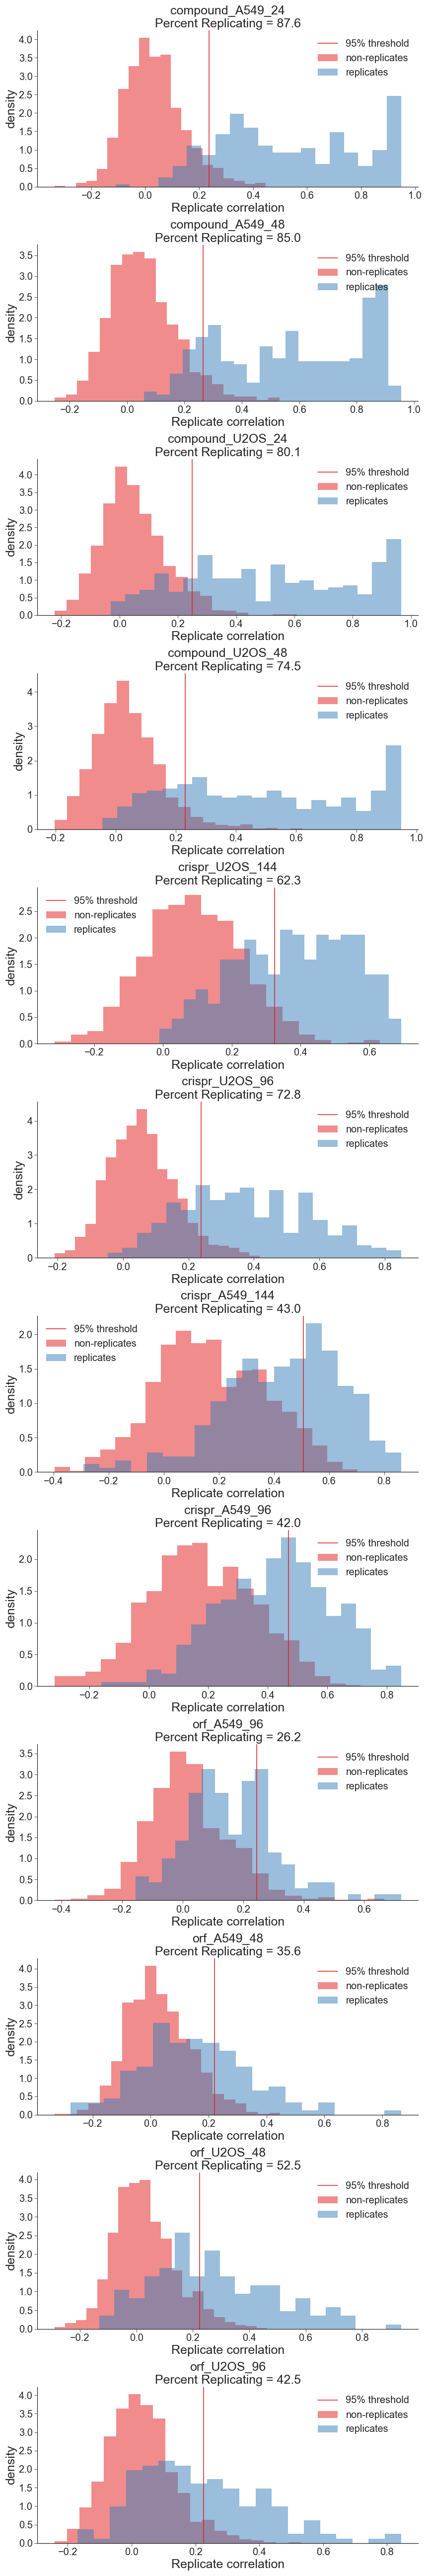 compound_A549_24
Percent Replicating = 87.6
4.0
3.5
3.0
2.5
2.0
1.5
1.0
0.5
0.0
density
95% threshold
non-replicates
replicates
−0.2 0.0 0.2 0.4 0.6 0.8 1.0
Replicate correlation
compound_A549_48
Percent Replicating = 85.0
3.5
3.0
2.5
2.0
1.5
1.0
0.5
0.0
density
95% threshold
non-replicates
replicates
−0.2 0.0 0.2 0.4 0.6 0.8 1.0
Replicate correlation
compound_U2OS_24
Percent Replicating = 80.1
4.0
3.5
3.0
2.5
2.0
1.5
1.0
0.5
0.0
density
95% threshold
non-replicates
replicates
−0.2 0.0 0.2 0.4 0.6 0.8 1.0
Replicate correlation
compound_U2OS_48
Percent Replicating = 74.5
4
3
2
1
0
density
95% threshold
non-replicates
replicates
−0.2 0.0 0.2 0.4 0.6 0.8 1.0
Replicate correlation
crispr_U2OS_144
Percent Replicating = 62.3
2.5
2.0
1.5
1.0
0.5
0.0
density
95% threshold
non-replicates
replicates
−0.2 0.0 0.2 0.4 0.6
Replicate correlation
crispr_U2OS_96
Percent Replicating = 72.8
4
3
2
1
0
density
95% threshold
non-replicates
replicates
−0.2 0.0 0.2 0.4 0.6 0.8
Replicate correlation
crispr_A549_144
Percent Replicating = 43.0
2.0
1.5
1.0
0.5
0.0
density
95% threshold
non-replicates
replicates
−0.4 −0.2 0.0 0.2 0.4 0.6 0.8
Replicate correlation
crispr_A549_96
Percent Replicating = 42.0
2.0
1.5
1.0
0.5
0.0
density
95% threshold
non-replicates
replicates
−0.2 0.0 0.2 0.4 0.6 0.8
Replicate correlation
orf_A549_96
Percent Replicating = 26.2
3.5
3.0
2.5
2.0
1.5
1.0
0.5
0.0
density
95% threshold
non-replicates
replicates
−0.4 −0.2 0.0 0.2 0.4 0.6
Replicate correlation
orf_A549_48
Percent Replicating = 35.6
4.0
3.5
3.0
2.5
2.0
1.5
1.0
0.5
0.0
density
95% threshold
non-replicates
replicates
−0.2 0.0 0.2 0.4 0.6 0.8
Replicate correlation
orf_U2OS_48
Percent Replicating = 52.5
4.0
3.5
3.0
2.5
2.0
1.5
1.0
0.5
0.0
density
95% threshold
non-replicates
replicates
−0.2 0.0 0.2 0.4 0.6 0.8
Replicate correlation
orf_U2OS_96
Percent Replicating = 42.5
4.0
3.5
3.0
2.5
2.0
1.5
1.0
0.5
0.0
density
95% threshold
non-replicates
replicates
−0.2 0.0 0.2 0.4 0.6 0.8
Replicate correlation